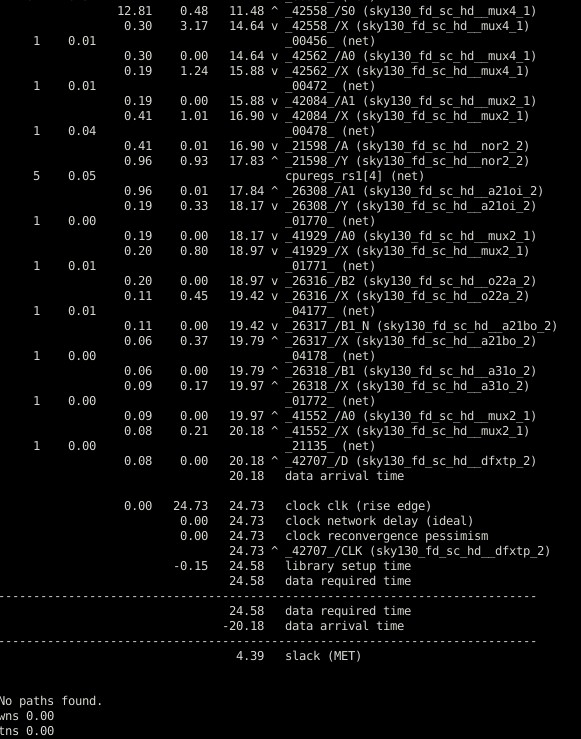 12.81 0.48 11.48 ^ _42558_/S0 (sky130_fd_sc_hd__mux4_1)
0.30 3.17 14.64 v _42558_/X (sky130_fd_sc_hd__mux4_1)
1 0.01 _00456_ (net)
0.30 0.00 14.64 v _42562_/A0 (sky130_fd_sc_hd__mux4_1)
0.19 1.24 15.88 v _42562_/X (sky130_fd_sc_hd__mux4_1)
1 0.01 _00472_ (net)
0.19 0.00 15.88 v _42084_/A1 (sky130_fd_sc_hd__mux2_1)
0.41 1.01 16.90 v _42084_/X (sky130_fd_sc_hd__mux2_1)
1 0.04 _00478_ (net)
0.41 0.01 16.90 v _21598_/A (sky130_fd_sc_hd__nor2_2)
0.96 0.93 17.83 ^ _21598_/Y (sky130_fd_sc_hd__nor2_2)
5 0.05 cpuregs_rs1[4] (net)
0.96 0.01 17.84 ^ _26308_/A1 (sky130_fd_sc_hd__a21oi_2)
0.19 0.33 18.17 v _26308_/Y (sky130_fd_sc_hd__a21oi_2)
1 0.00 _01770_ (net)
0.19 0.00 18.17 v _41929_/A0 (sky130_fd_sc_hd__mux2_1)
0.20 0.80 18.97 v _41929_/X (sky130_fd_sc_hd__mux2_1)
1 0.01 _01771_ (net)
0.20 0.00 18.97 v _26316_/B2 (sky130_fd_sc_hd__o22a_2)
0.11 0.45 19.42 v _26316_/X (sky130_fd_sc_hd__o22a_2)
1 0.01 _04177_ (net)
0.11 0.00 19.42 v _26317_/B1_N (sky130_fd_sc_hd__a21bo_2)
0.06 0.37 19.79 ^ _26317_/X (sky130_fd_sc_hd__a21bo_2)
1 0.00 _04178_ (net)
0.06 0.00 19.79 ^ _26318_/B1 (sky130_fd_sc_hd__a31o_2)
0.09 0.17 19.97 ^ _26318_/X (sky130_fd_sc_hd__a31o_2)
1 0.00 _01772_ (net)
0.09 0.00 19.97 ^ _41552_/A0 (sky130_fd_sc_hd__mux2_1)
0.08 0.21 20.18 ^ _41552_/X (sky130_fd_sc_hd__mux2_1)
1 0.00 _21135_ (net)
0.08 0.00 20.18 ^ _42707_/D (sky130_fd_sc_hd__dfxtp_2)
20.18 data arrival time
0.00 24.73 24.73 clock clk (rise edge)
0.00 24.73 clock network delay (ideal)
0.00 24.73 clock reconvergence pessimism
24.73 ^ _42707_/CLK (sky130_fd_sc_hd__dfxtp_2)
-0.15 24.58 library setup time
24.58 data required time
-----------------------------------------------------------------------------
24.58 data required time
-20.18 data arrival time
-----------------------------------------------------------------------------
4.39 slack (MET)
No paths found.
wns 0.00
tns 0.00